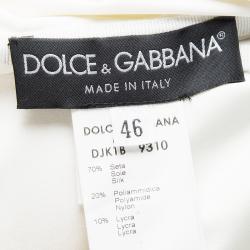 DOLCE & GABBANA®
MADE IN ITALY
DOLC 46 ANA
DJK1B 9310
70% Seta
Soie
Silk
20% Poliammidica
Polyamide
Nylon
10% Lycra
Lycra
Lycra